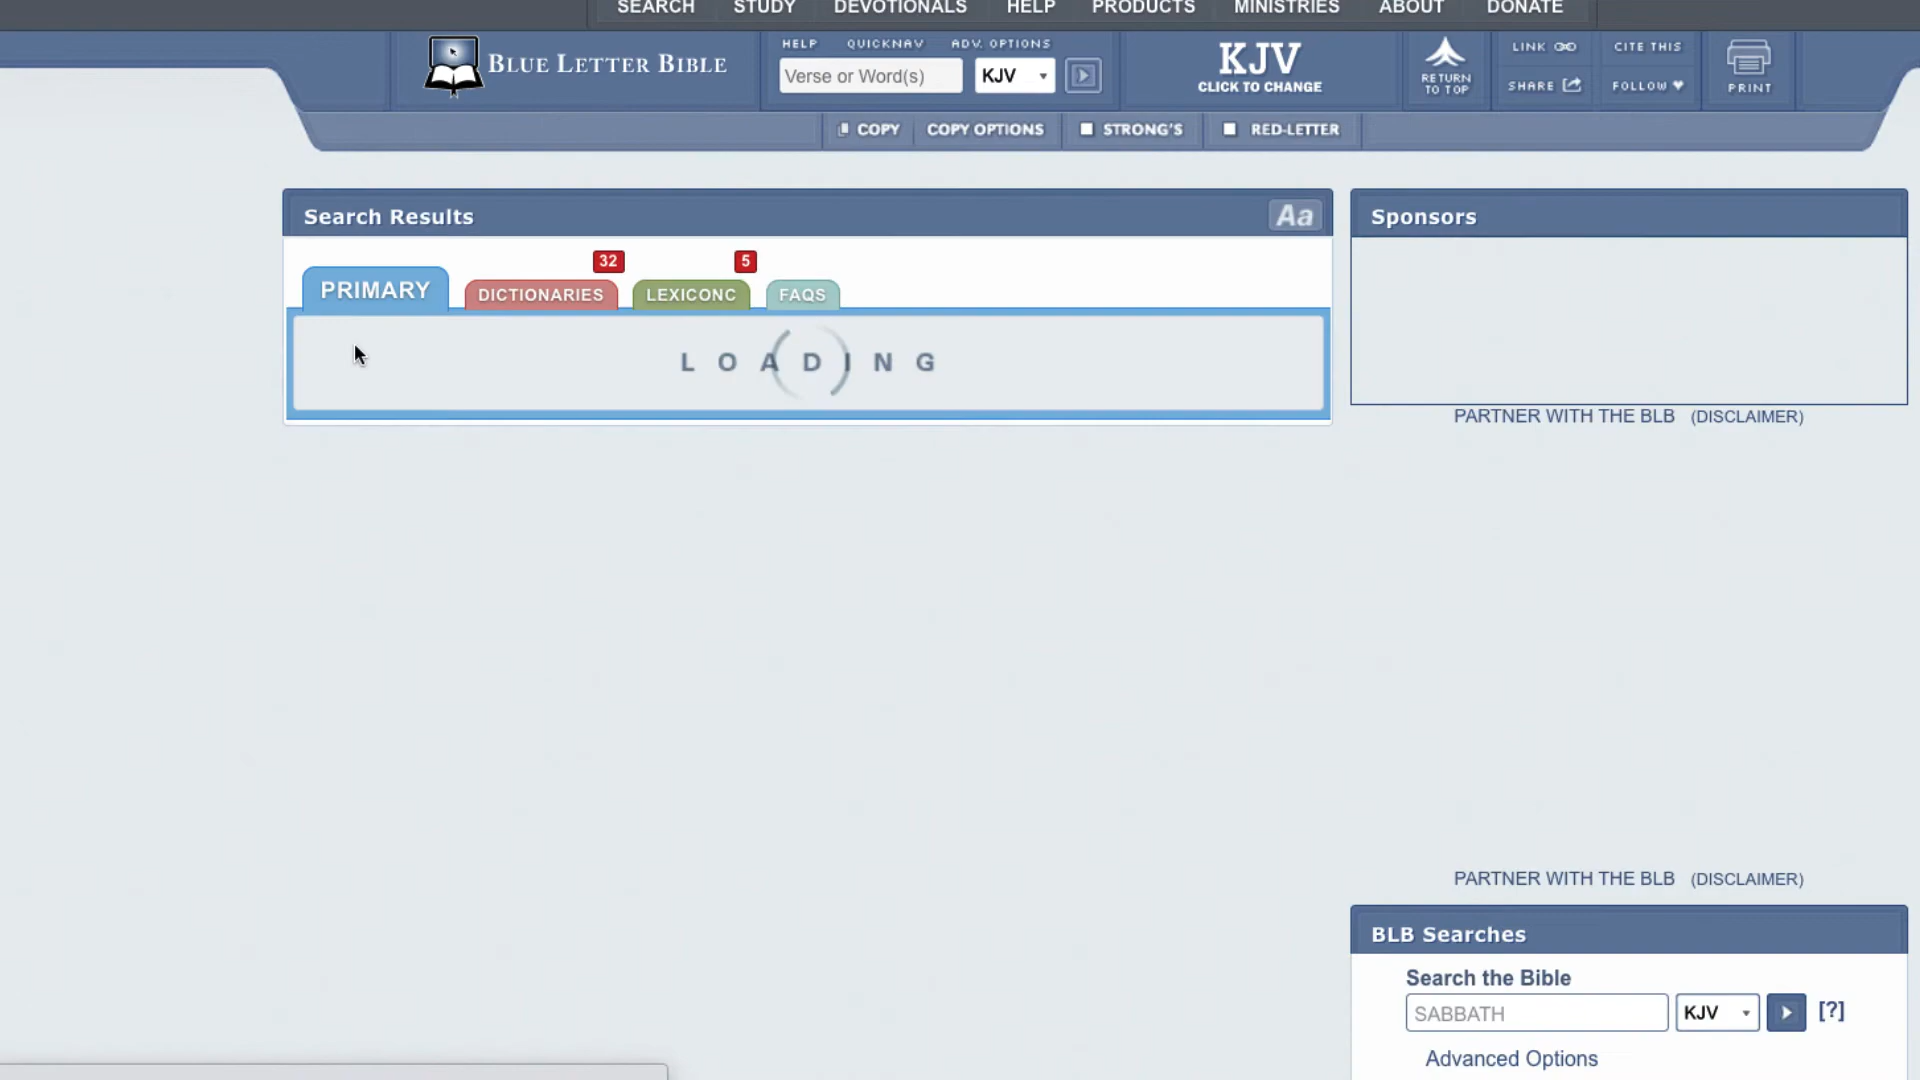 SEARCH STUDY DEVOTIONALS HELP PRODUCTS MINISTRIES ABOUT DONATE
BLUE LETTER BIBLE
HELP QUICKNAV ADV. OPTIONS
Verse or Word(s) KJV
KJV
CLICK TO CHANGE
RETURN
TO TOP
LINK
SHARE
CITE THIS
FOLLOW
PRINT
COPY COPY OPTIONS STRONG'S RED-LETTER
Search Results Aa
32 5
PRIMARY DICTIONARIES LEXICONC FAQS
LOADING
Sponsors
PARTNER WITH THE BLB (DISCLAIMER)
PARTNER WITH THE BLB (DISCLAIMER)
BLB Searches
Search the Bible
SABBATH KJV [?]
Advanced Options